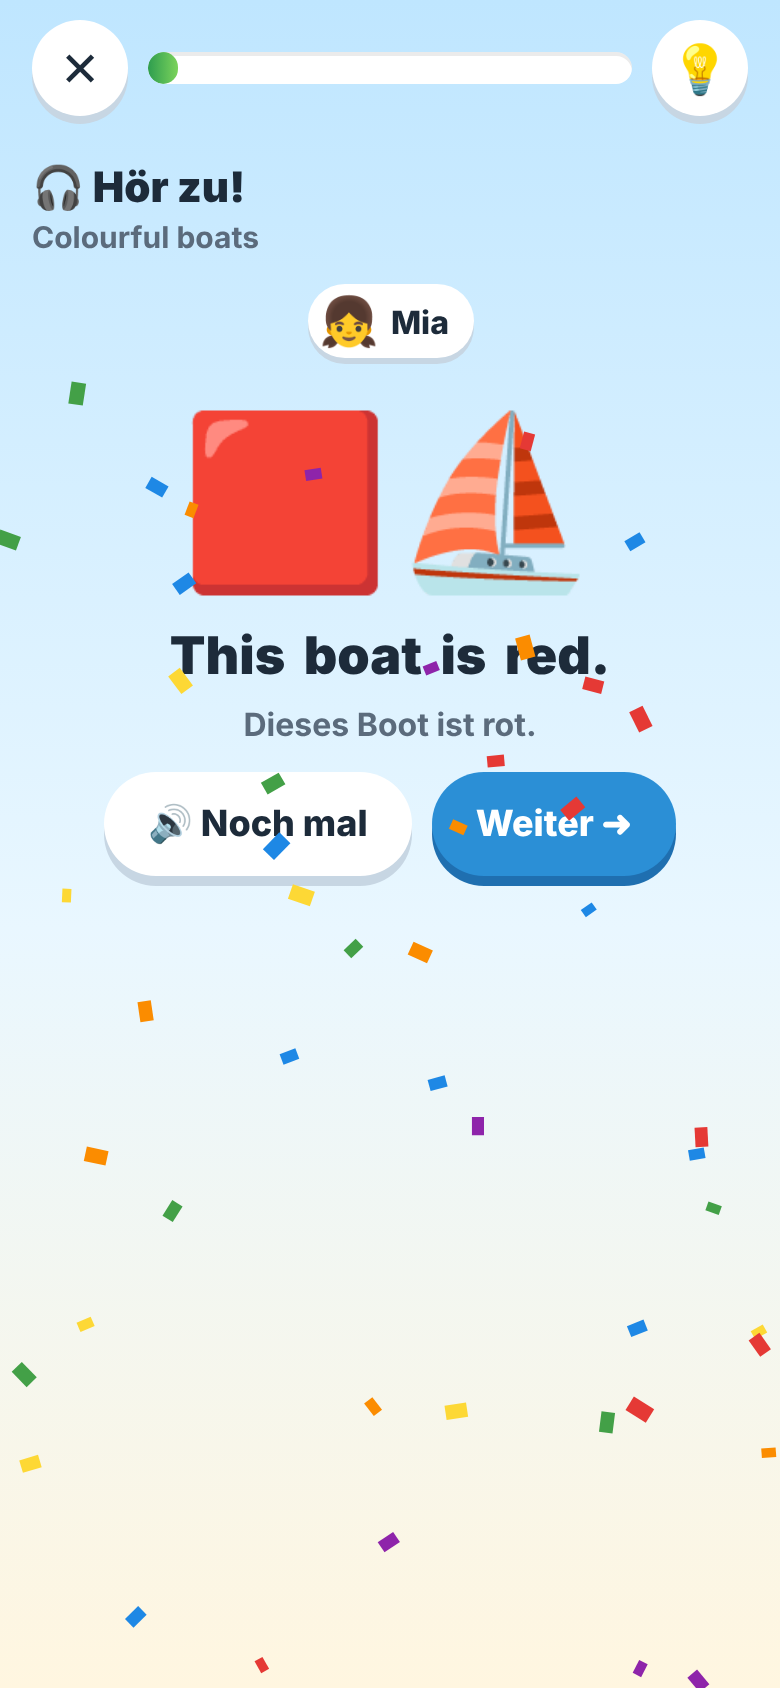 Hör zu!
Colourful boats
Mia
This boat is red.
Dieses Boot ist rot.
Noch mal
Weiter →